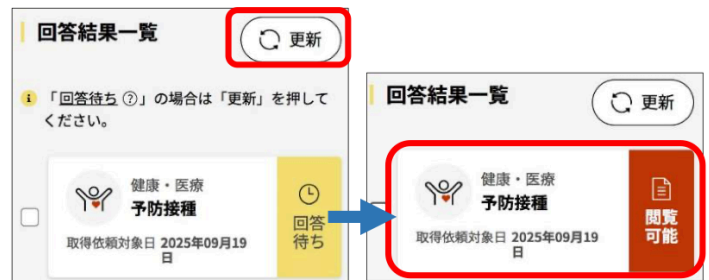 回答結果一覧
更新
「回答待ち?」の場合は「更新」を押して
ください。
健康・医療
予防接種
取得依頼対象日 2025年09月19
日
回答
待ち
回答結果一覧
更新
健康・医療
予防接種
取得依頼対象日 2025年09月19
日
閲覧
可能